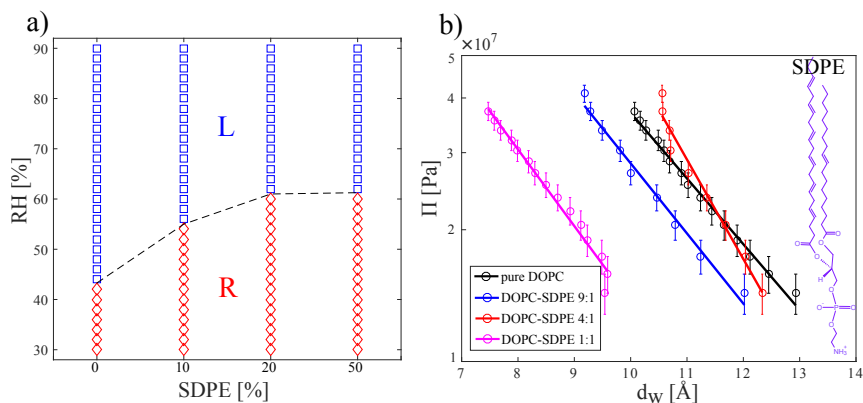 a)
90
80
70
60
50
40
30
RH [%]
L
R
0
10
20
50
SDPE [%]
b)
×10⁷
5
4
3
2
1
Π [Pa]
SDPE
pure DOPC
DOPC-SDPE 9:1
DOPC-SDPE 4:1
DOPC-SDPE 1:1
7
8
9
10
11
12
13
14
d_W [Å]
O
O
O
O
H
O
O⁻
P
O
O
NH₃⁺